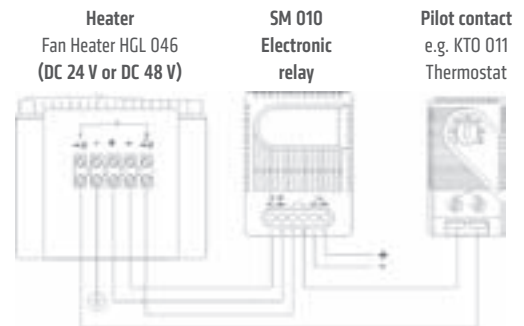 Heater
Fan Heater HGL 046
(DC 24 V or DC 48 V)
SM 010
Electronic
relay
Pilot contact
e.g. KTO 011
Thermostat
+
-